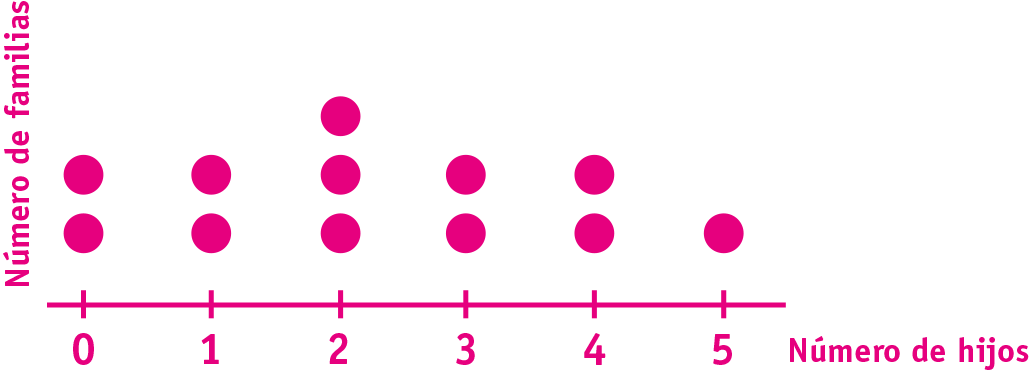 Número de familias
0 1 2 3 4 5
Número de hijos